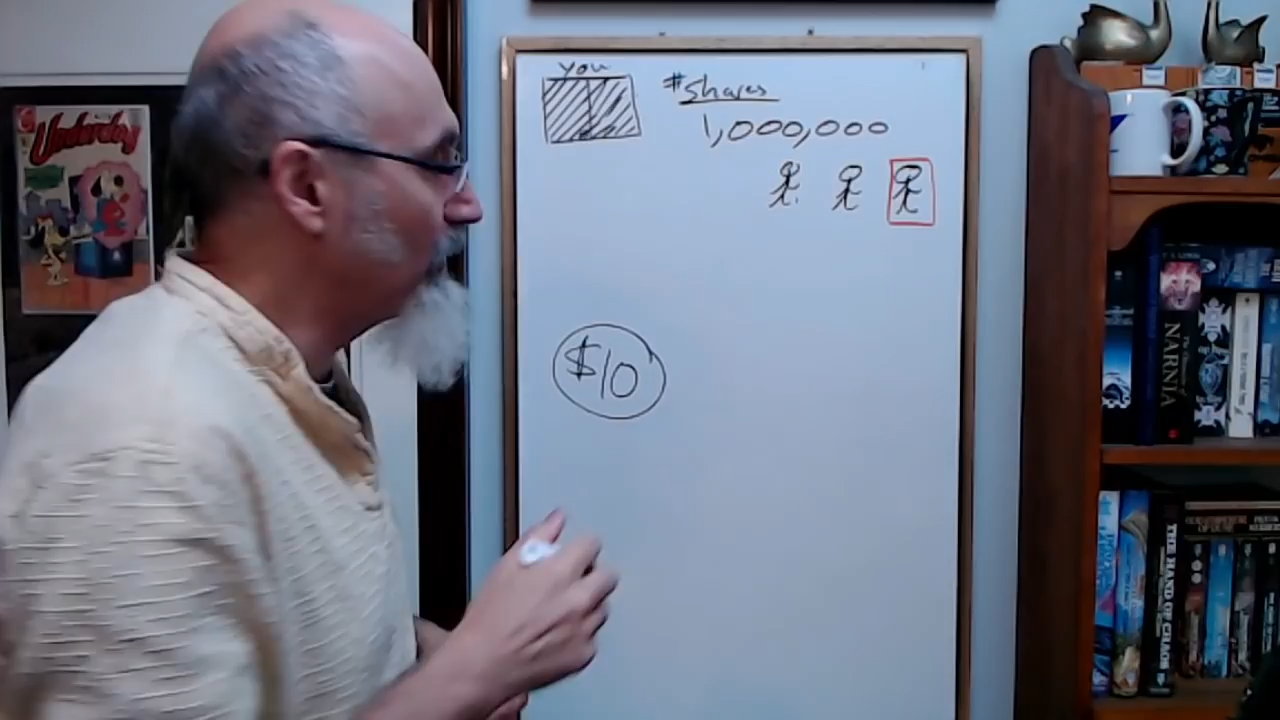 Underdog
you
# Shares
1,000,000
$10
NARNIA
THE HAND OF CHAOS